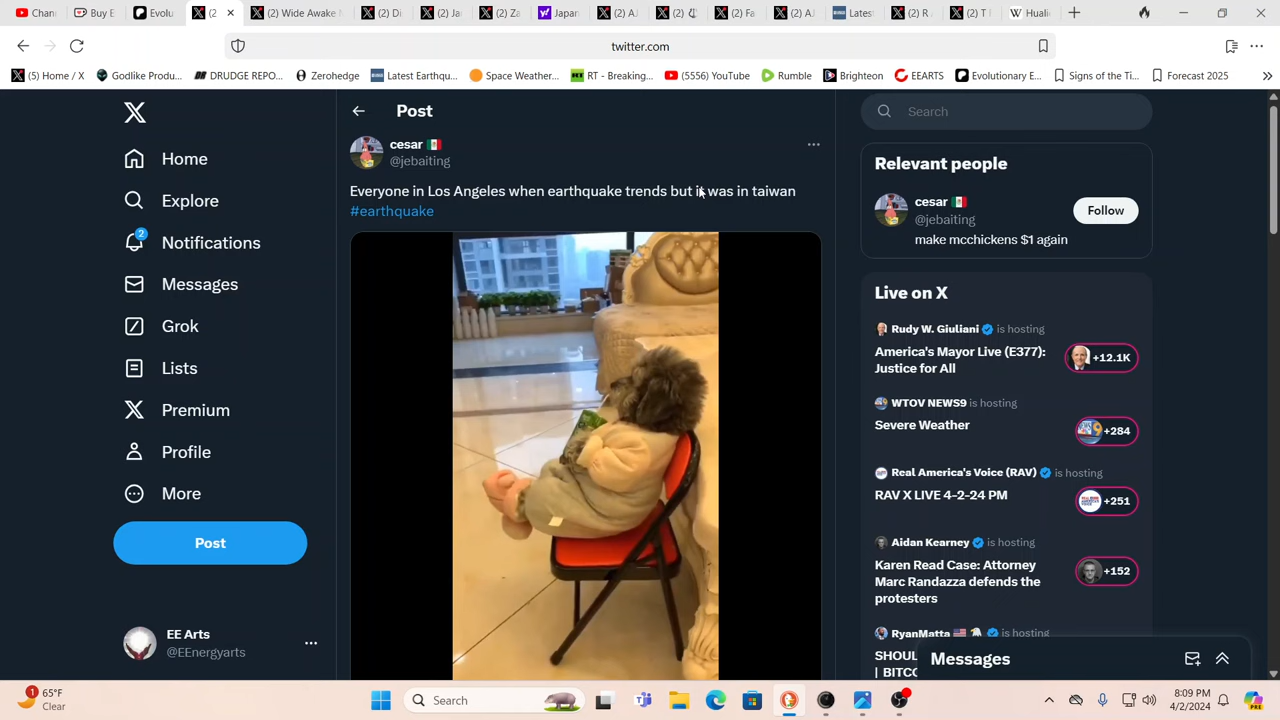 Chan
Buy E
Evolu
(2
(2) Wide Awake
(2) Di
(2) Ja
(2) Za
Japan
(2) AJ
(2)
(2) Fa
(2) AJ
Latest
(2) R
(2) T
Huali
twitter.com
(5) Home / X
Godlike Produ...
DRUDGE REPO...
Zerohedge
Latest Earthqu...
Space Weather...
RT - Breaking...
(5556) YouTube
Rumble
Brighteon
EEARTS
Evolutionary E...
Signs of the Ti...
Forecast 2025
Home
Explore
2
Notifications
Messages
Grok
Lists
Premium
Profile
More
Post
EE Arts
@EEnergyarts
Post
cesar 🇲🇽
@jebaiting
Everyone in Los Angeles when earthquake trends but it was in taiwan
#earthquake
Search
Relevant people
cesar 🇲🇽
@jebaiting
Follow
make mcchickens $1 again
Live on X
Rudy W. Giuliani is hosting
America's Mayor Live (E377):
Justice for All
+12.1K
WTOV NEWS9 is hosting
Severe Weather
+284
Real America's Voice (RAV) is hosting
RAV X LIVE 4-2-24 PM
+251
Aidan Kearney is hosting
Karen Read Case: Attorney
Marc Randazza defends the
protesters
+152
RyanMatta 🇺🇸 🦅 is hosting
SHOUL
| BITCO
Messages
1
65°F
Clear
Search
8:09 PM
4/2/2024
PRE